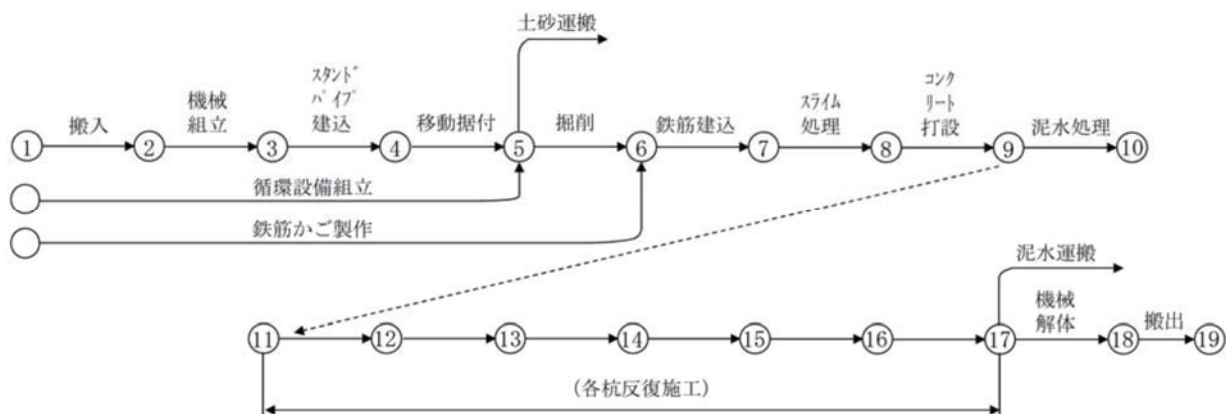 土砂運搬
搬入
機械
組立
ｽﾀﾝﾄﾞ
ﾊﾟｲﾌﾟ
建込
移動据付
掘削
鉄筋建込
ｽﾗｲﾑ
処理
ｺﾝｸ
ﾘｰﾄ
打設
泥水処理
① ② ③ ④ ⑤ ⑥ ⑦ ⑧ ⑨ ⑩
循環設備組立
鉄筋かご製作
泥水運搬
機械
解体
搬出
⑪ ⑫ ⑬ ⑭ ⑮ ⑯ ⑰ ⑱ ⑲
(各杭反復施工)